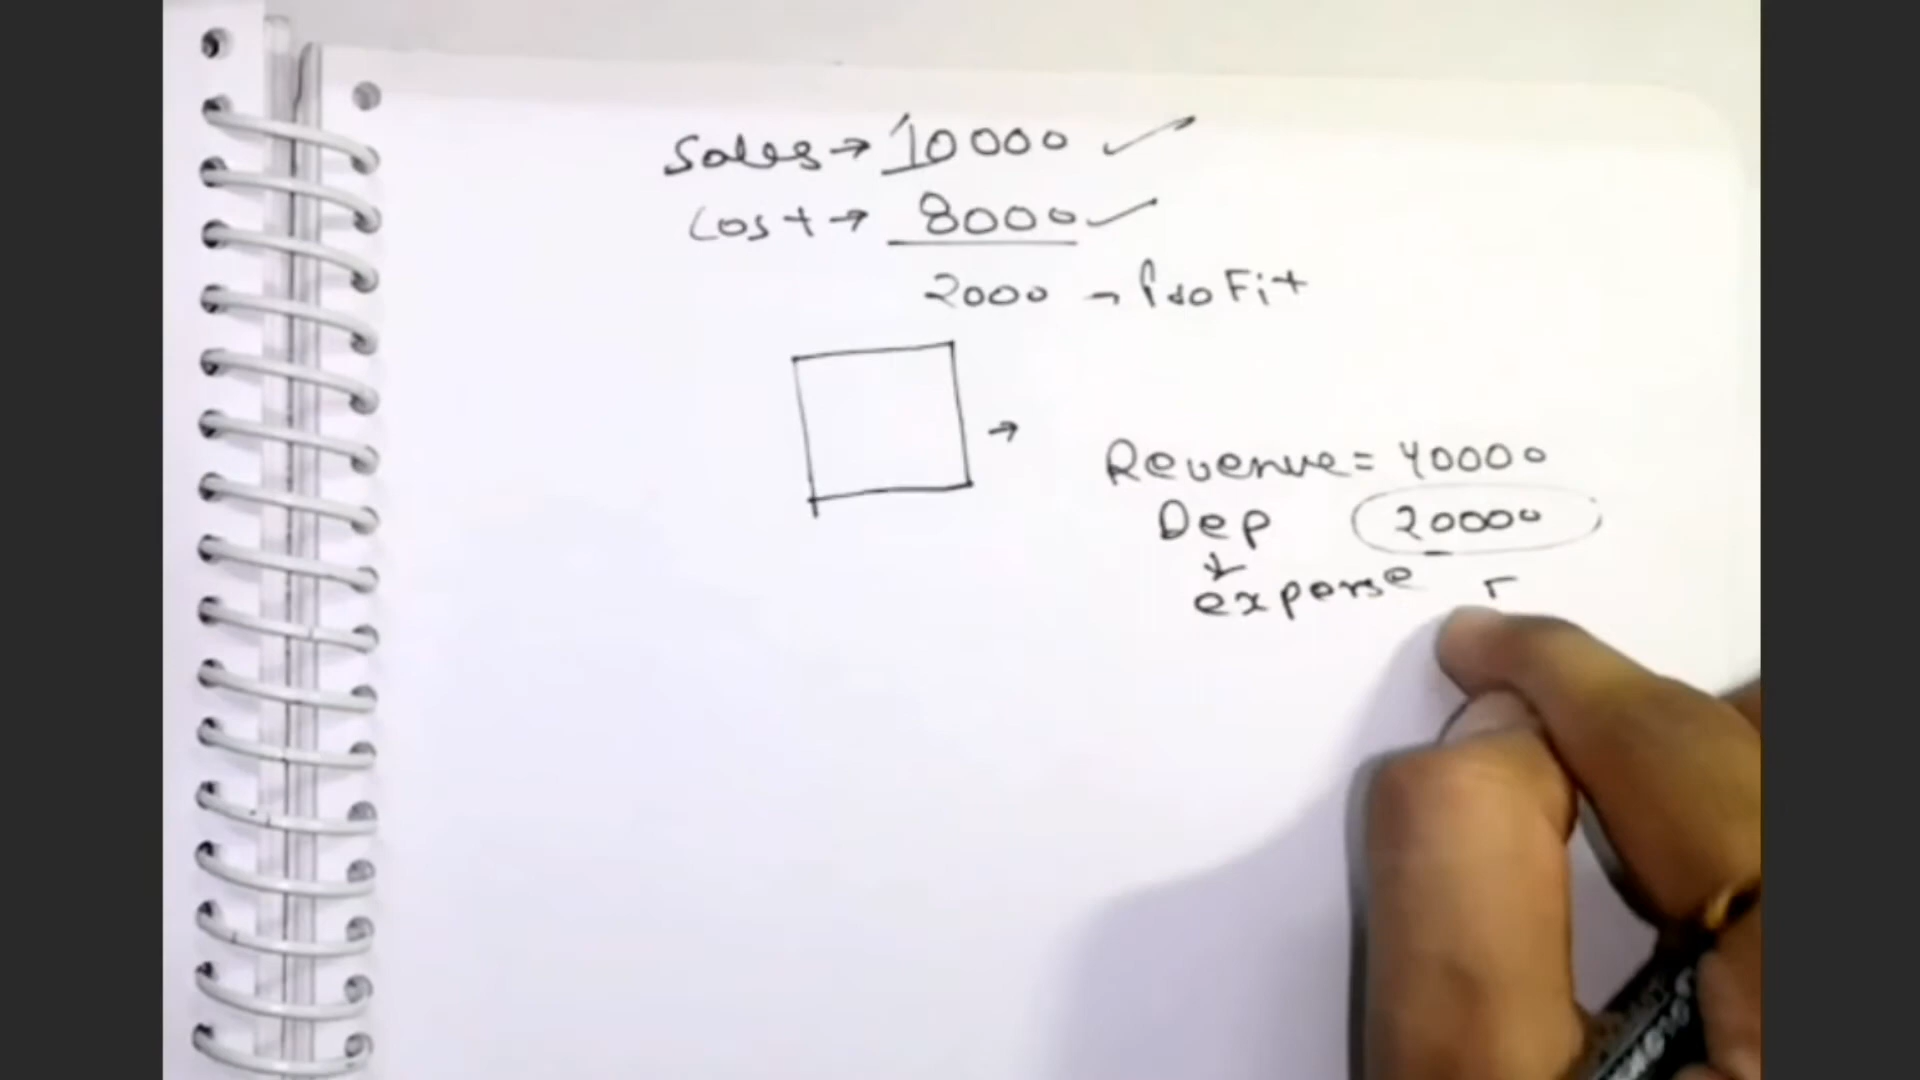 Sales → 10000 ✓
Cost → 8000 ✓
2000 → Profit
→
Revenue = 40000
Dep 20000
↓
expense